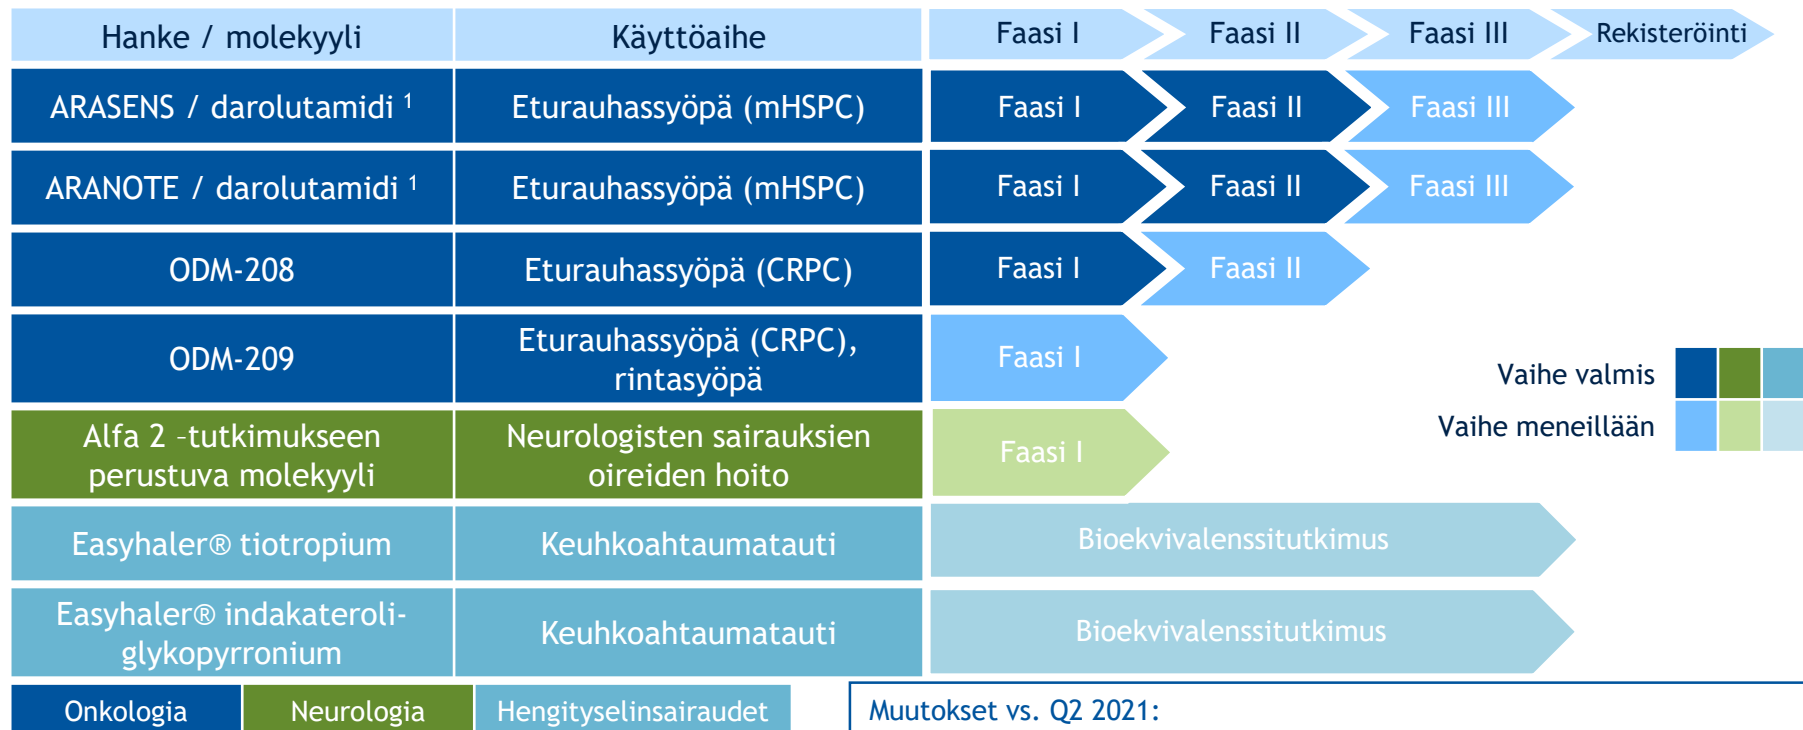 Hanke / molekyyli Käyttöaihe Faasi I Faasi II Faasi III Rekisteröinti
ARASENS / darolutamidi ¹ Eturauhassyöpä (mHSPC) Faasi I Faasi II Faasi III
ARANOTE / darolutamidi ¹ Eturauhassyöpä (mHSPC) Faasi I Faasi II Faasi III
ODM-208 Eturauhassyöpä (CRPC) Faasi I Faasi II
ODM-209 Eturauhassyöpä (CRPC),
rintasyöpä Faasi I
Vaihe valmis
Vaihe meneillään
Alfa 2 –tutkimukseen
perustuva molekyyli
Neurologisten sairauksien
oireiden hoito
Faasi I
Easyhaler® tiotropium Keuhkoahtaumatauti Bioekvivalenssitutkimus
Easyhaler® indakateroli-
glykopyrronium
Keuhkoahtaumatauti Bioekvivalenssitutkimus
Onkologia Neurologia Hengityselinsairaudet
Muutokset vs. Q2 2021: